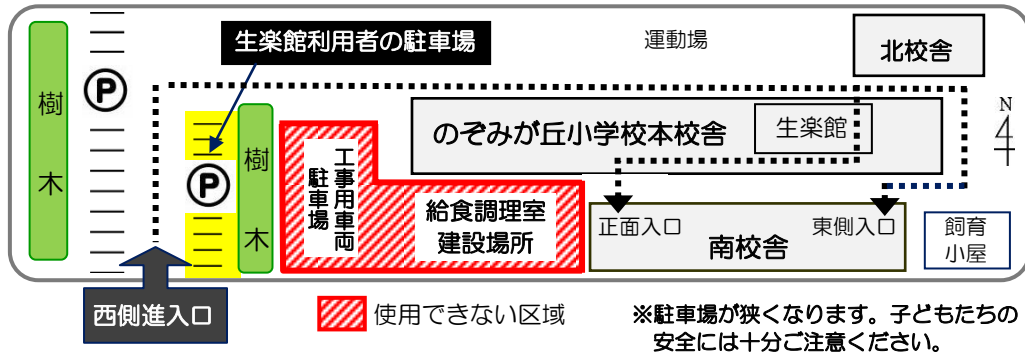 生楽館利用者の駐車場
運動場
北校舎
樹
木
P
樹
木
P
工事用車両
駐車場
のぞみが丘小学校本校舎
生楽館
N
給食調理室
建設場所
正面入口
東側入口
南校舎
飼育
小屋
西側進入口
使用できない区域
※駐車場が狭くなります。子どもたちの
安全には十分ご注意ください。